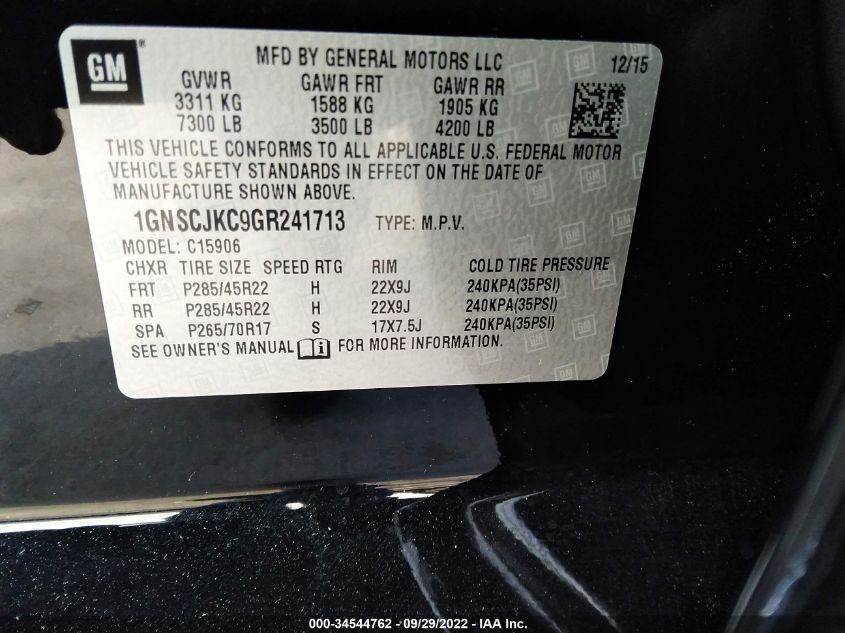 GM ®
MFD BY GENERAL MOTORS LLC 12/15
GVWR GAWR FRT GAWR RR
3311 KG 1588 KG 1905 KG
7300 LB 3500 LB 4200 LB
THIS VEHICLE CONFORMS TO ALL APPLICABLE U.S. FEDERAL MOTOR
VEHICLE SAFETY STANDARDS IN EFFECT ON THE DATE OF
MANUFACTURE SHOWN ABOVE.
1GNSCJKC9GR241713 TYPE: M.P.V.
MODEL: C15906
CHXR TIRE SIZE SPEED RTG RIM COLD TIRE PRESSURE
FRT P285/45R22 H 22X9J 240KPA(35PSI)
RR P285/45R22 H 22X9J 240KPA(35PSI)
SPA P265/70R17 S 17X7.5J 240KPA(35PSI)
SEE OWNER'S MANUAL FOR MORE INFORMATION.
000-34544762 - 09/29/2022 - IAA Inc.